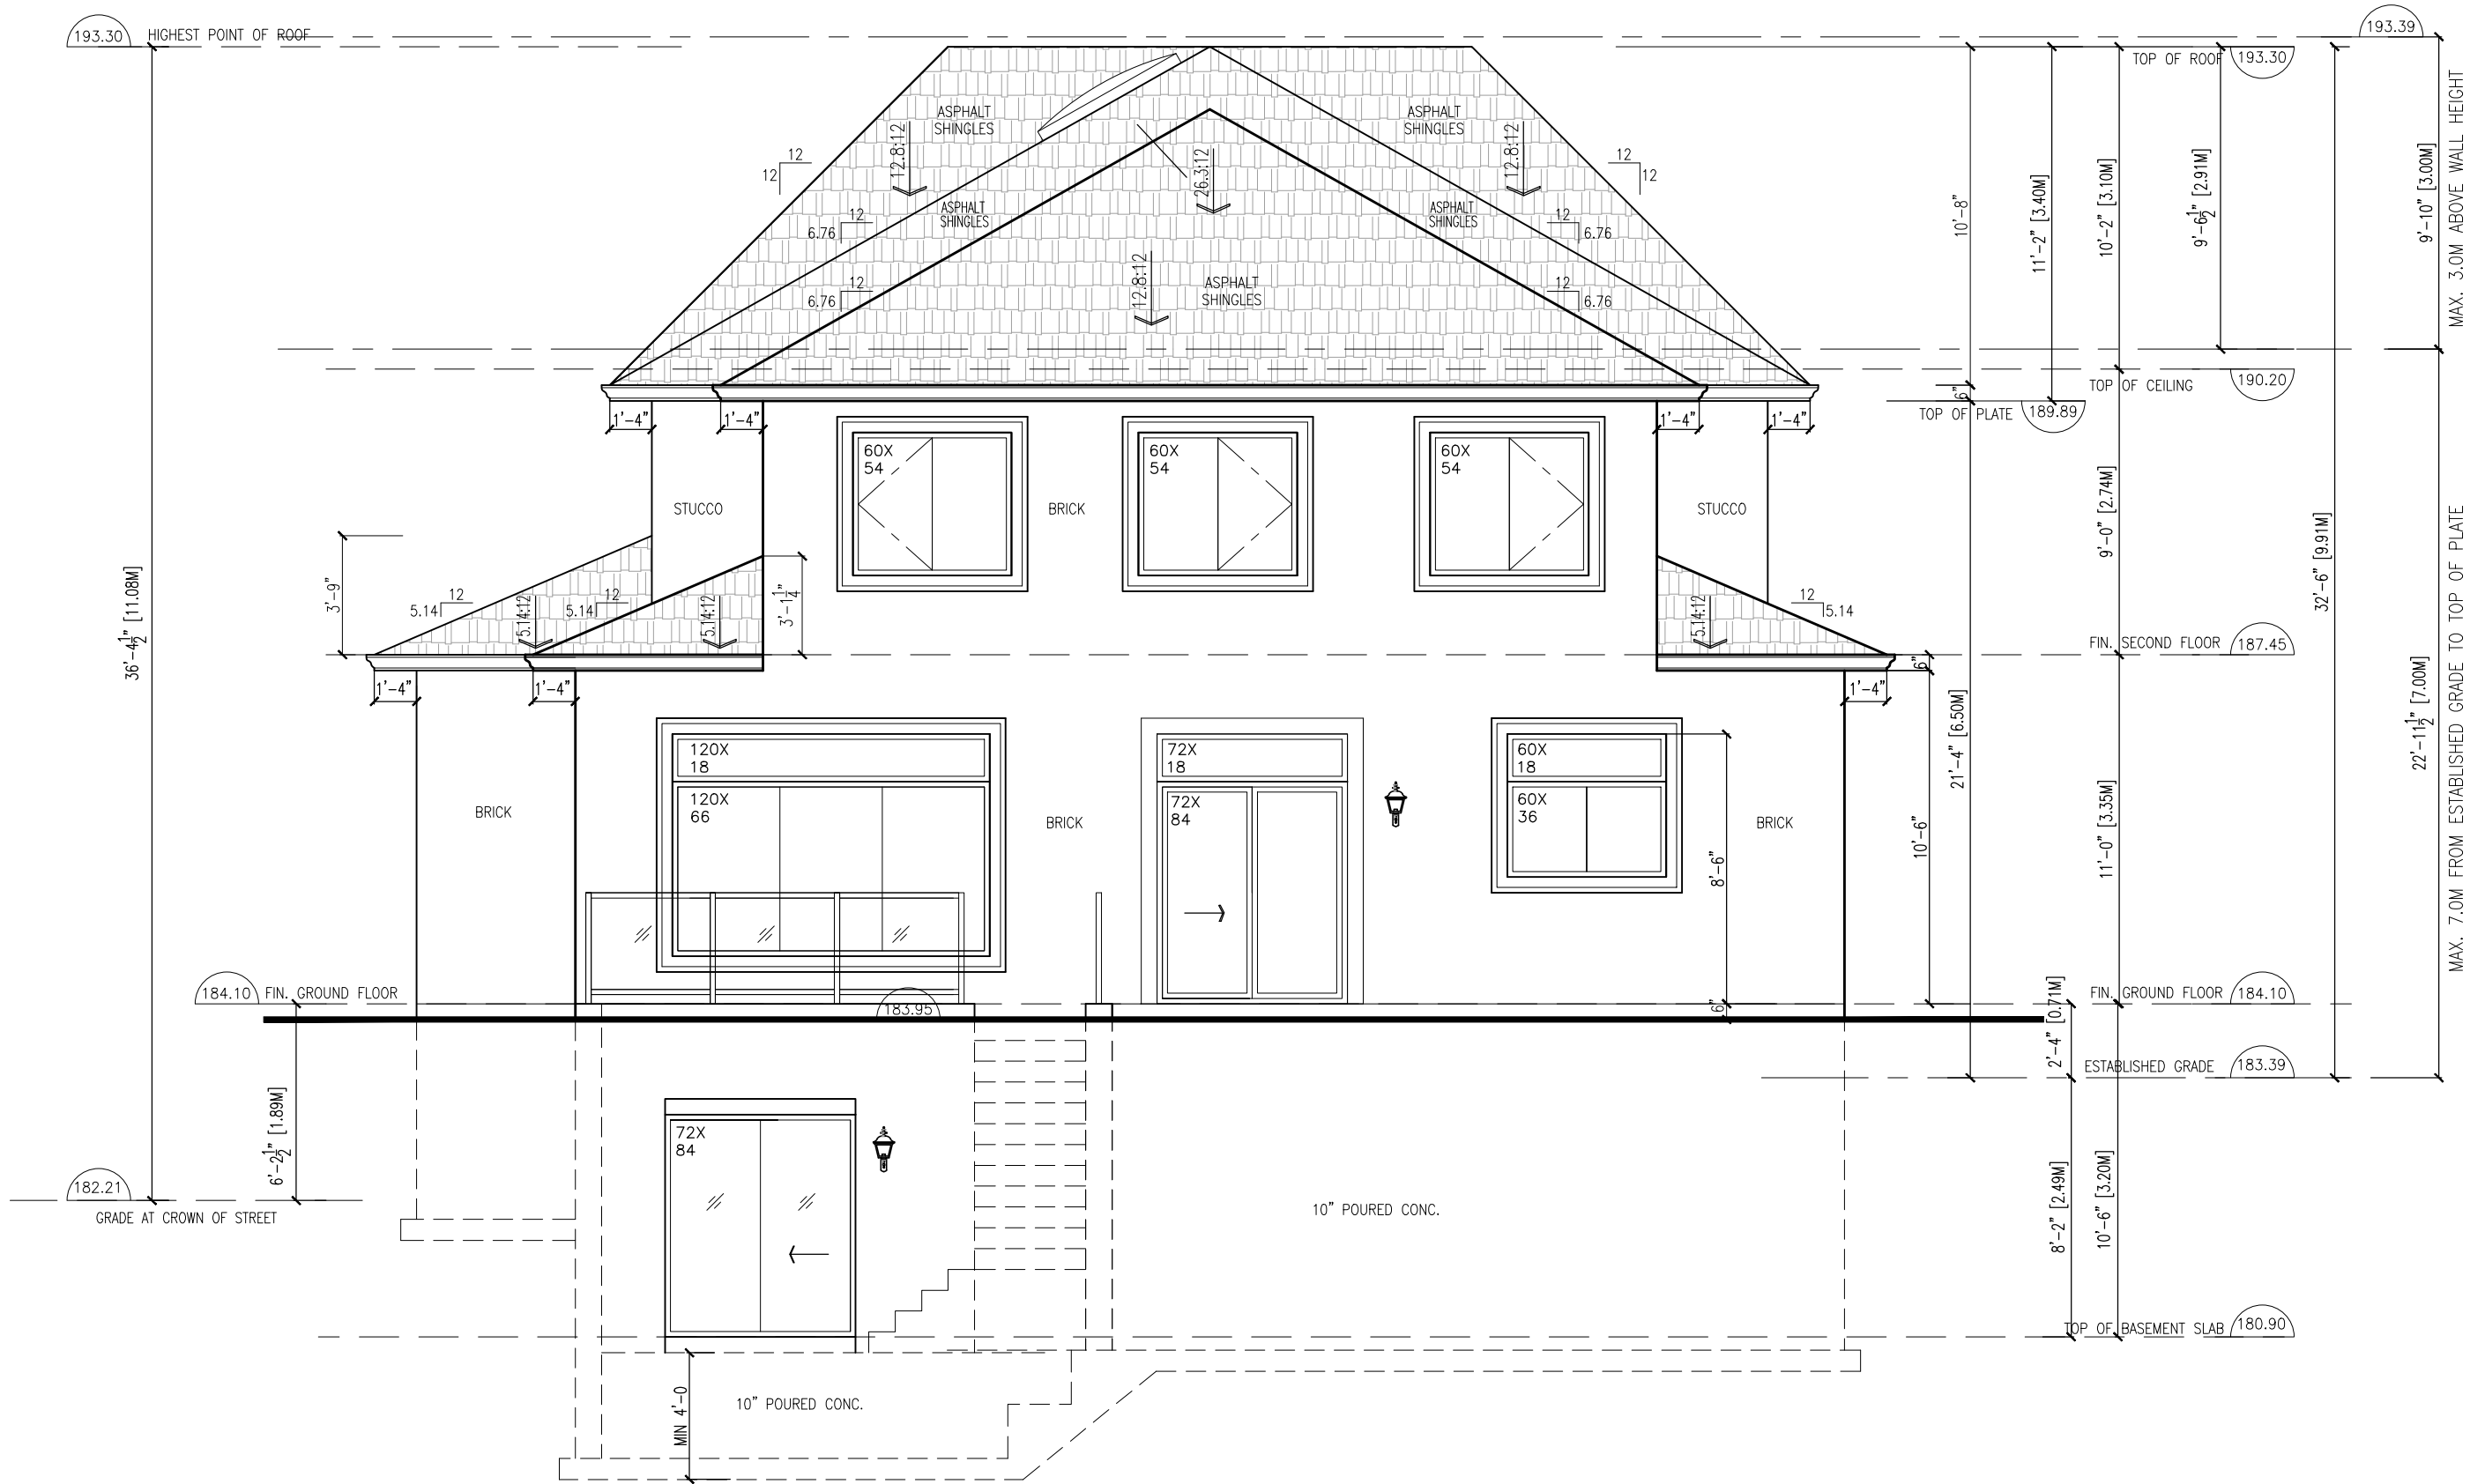 193.30
HIGHEST POINT OF ROOF
193.39
TOP OF ROOF
193.30
ASPHALT
SHINGLES
ASPHALT
SHINGLES
12
12
12.8:12
26.3:12
12.8:12
12
12
ASPHALT
SHINGLES
ASPHALT
SHINGLES
12
6.76
12
6.76
12.8:12
ASPHALT
SHINGLES
12
6.76
12
6.76
10'-8"
11'-2" [3.40M]
10'-2" [3.10M]
9'-6 1/2" [2.91M]
9'-10" [3.00M]
MAX. 3.0M ABOVE WALL HEIGHT
TOP OF CEILING
190.20
6"
TOP OF PLATE
189.89
1'-4"
1'-4"
1'-4"
1'-4"
60X
54
60X
54
60X
54
STUCCO
BRICK
STUCCO
36'-4 1/2" [11.08M]
3'-9"
12
5.14
12
5.14
5.14:12
5.14:12
3'-1 1/4"
5.14:12
12
5.14
9'-0" [2.74M]
32'-6" [9.91M]
FIN. SECOND FLOOR
187.45
6"
1'-4"
1'-4"
1'-4"
21'-4" [6.50M]
22'-11 1/2" [7.00M]
MAX. 7.0M FROM ESTABLISHED GRADE TO TOP OF PLATE
120X
18
72X
18
60X
18
120X
66
72X
84
60X
36
BRICK
BRICK
BRICK
8'-6"
10'-6"
11'-0" [3.35M]
184.10
FIN. GROUND FLOOR
183.95
6"
FIN. GROUND FLOOR
184.10
2'-4" [0.71M]
ESTABLISHED GRADE
183.39
6'-2 1/2" [1.89M]
72X
84
182.21
GRADE AT CROWN OF STREET
10" POURED CONC.
8'-2" [2.49M]
10'-6" [3.20M]
TOP OF BASEMENT SLAB
180.90
MIN 4'-0
10" POURED CONC.